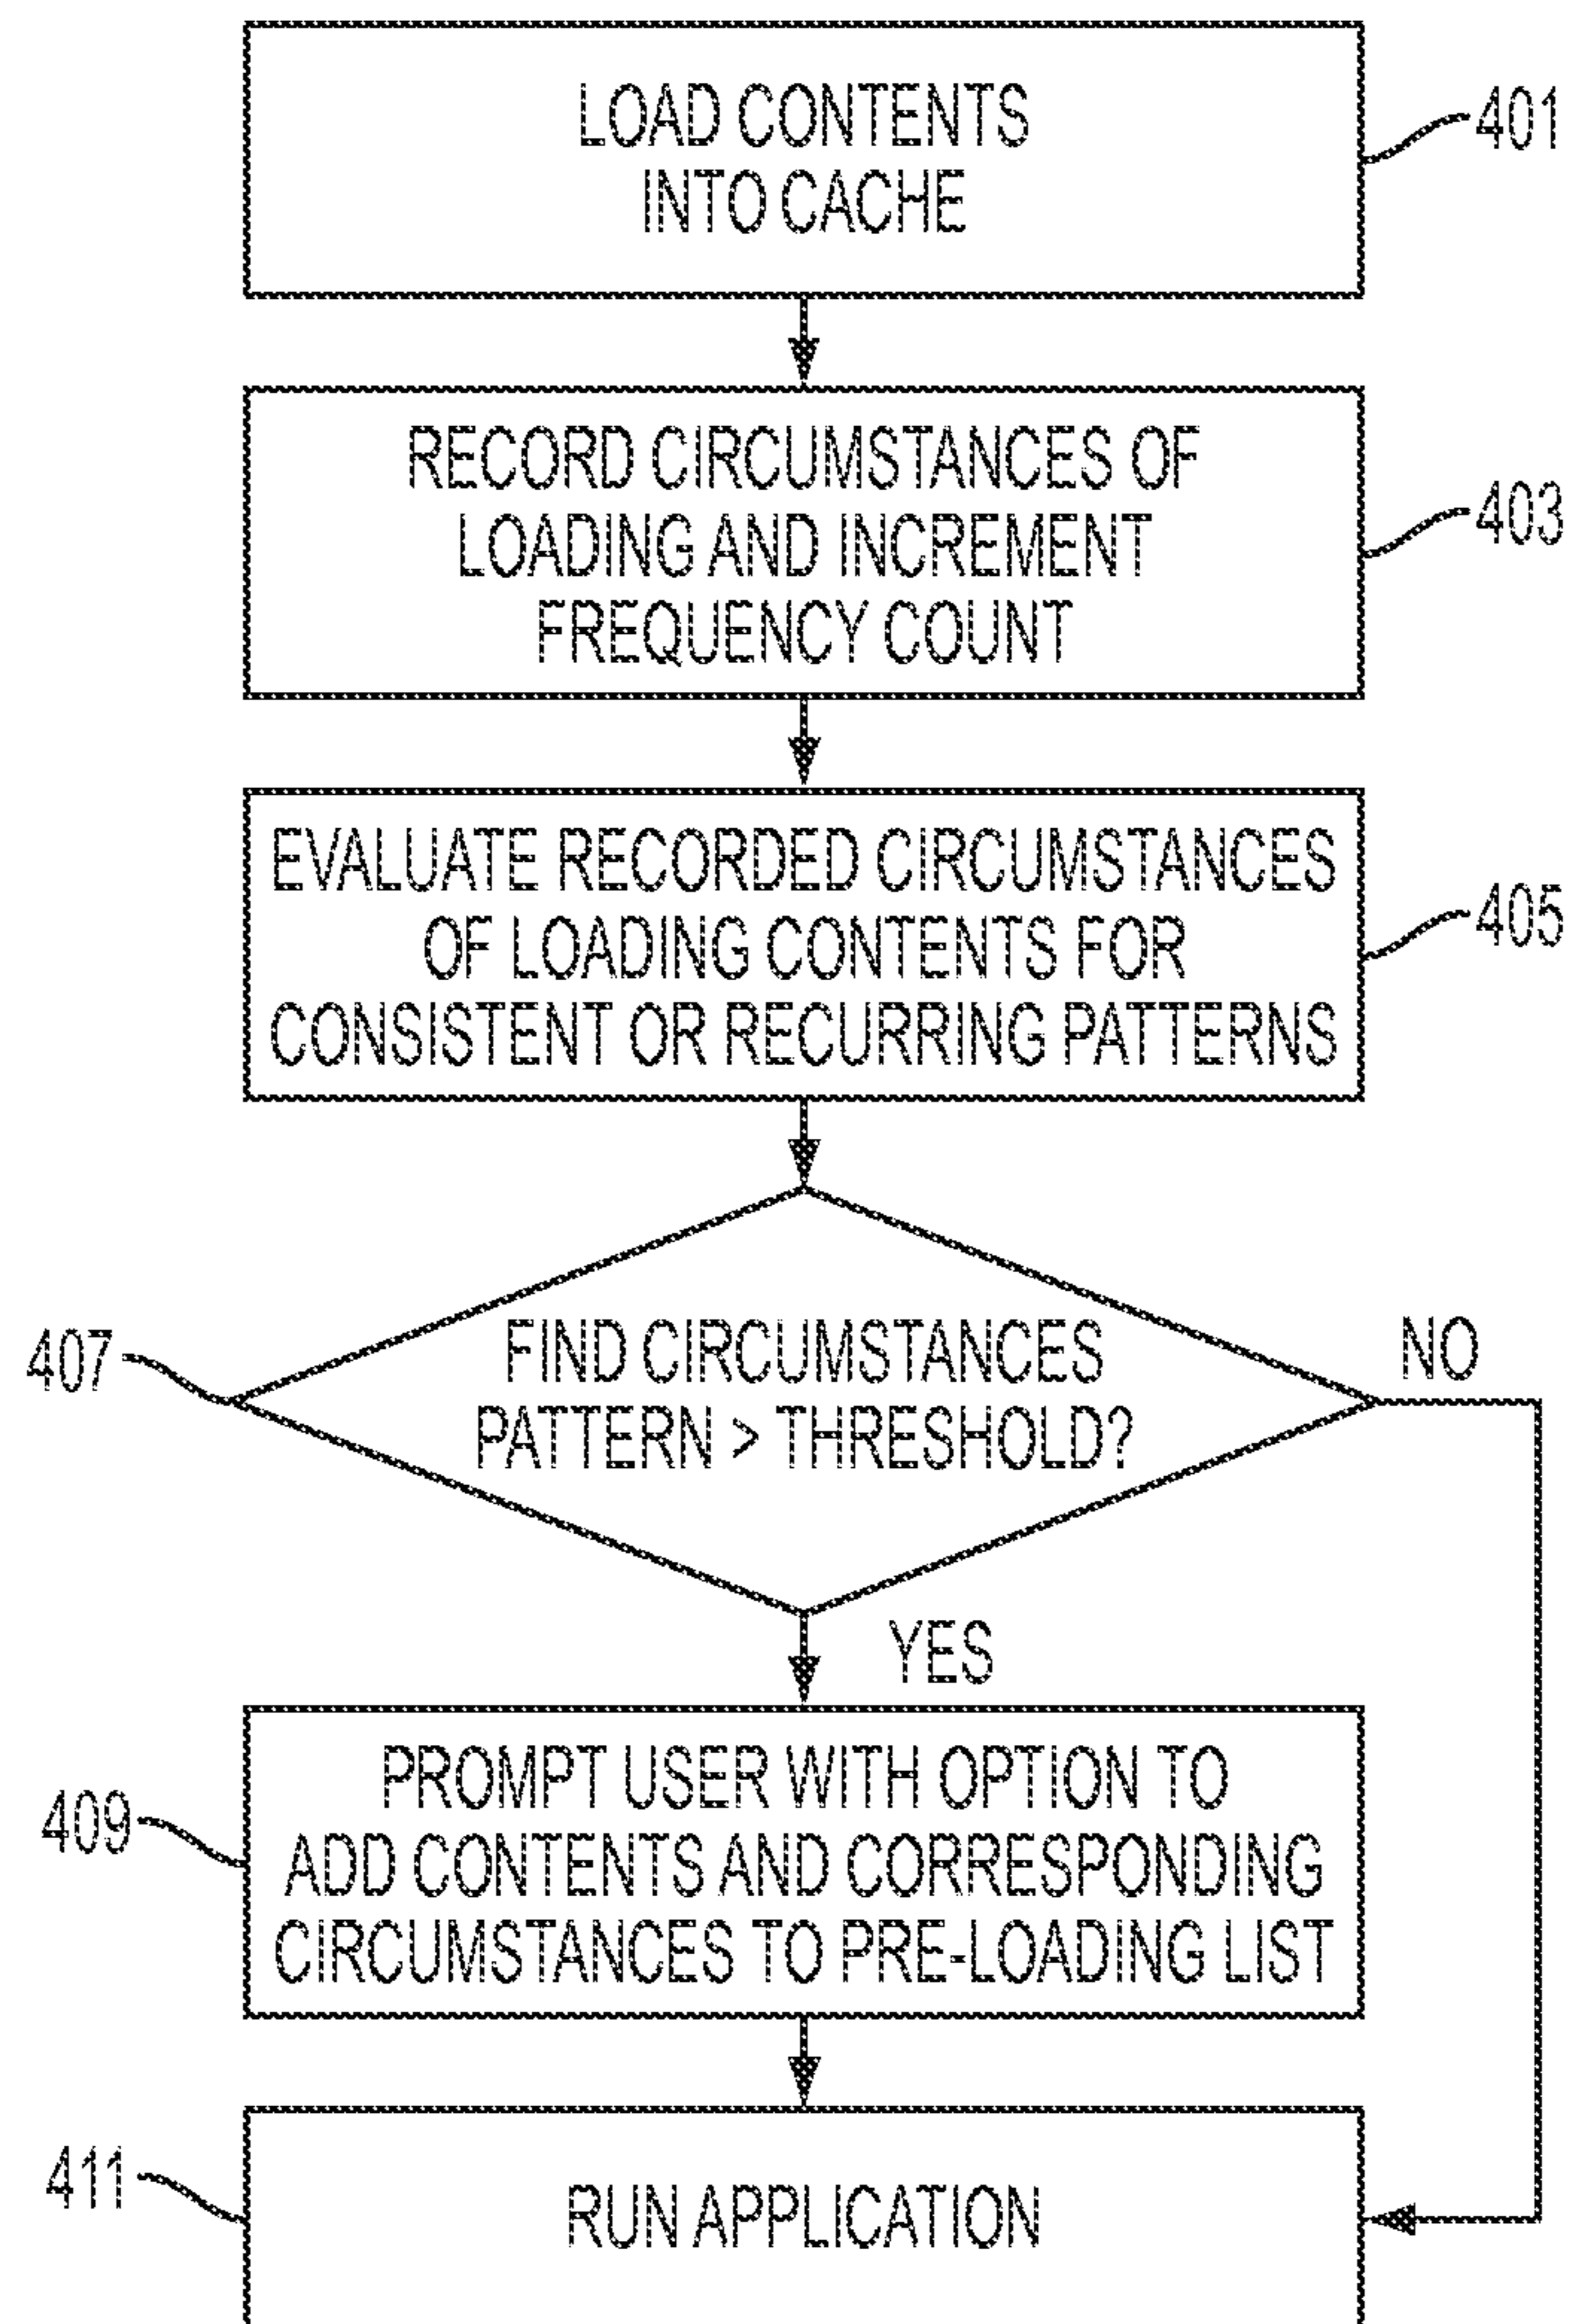 LOAD CONTENTS
INTO CACHE
401
RECORD CIRCUMSTANCES OF
LOADING AND INCREMENT
FREQUENCY COUNT
403
EVALUATE RECORDED CIRCUMSTANCES
OF LOADING CONTENTS FOR
CONSISTENT OR RECURRING PATTERNS
405
407
FIND CIRCUMSTANCES
PATTERN > THRESHOLD?
NO
YES
409
PROMPT USER WITH OPTION TO
ADD CONTENTS AND CORRESPONDING
CIRCUMSTANCES TO PRE-LOADING LIST
411
RUN APPLICATION